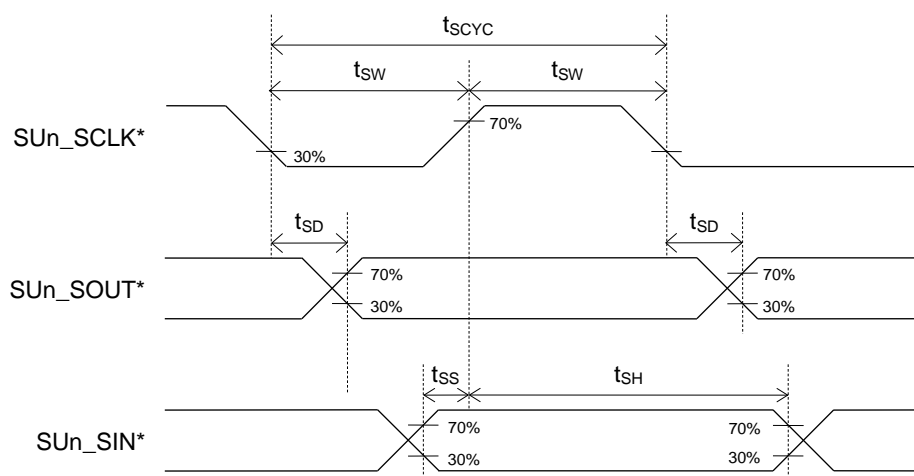 tSCYC
tSW tSW
SUn_SCLK* 30% 70%
tSD tSD
SUn_SOUT* 70% 70%
30% 30%
tSS tSH
SUn_SIN* 70% 70%
30% 30%